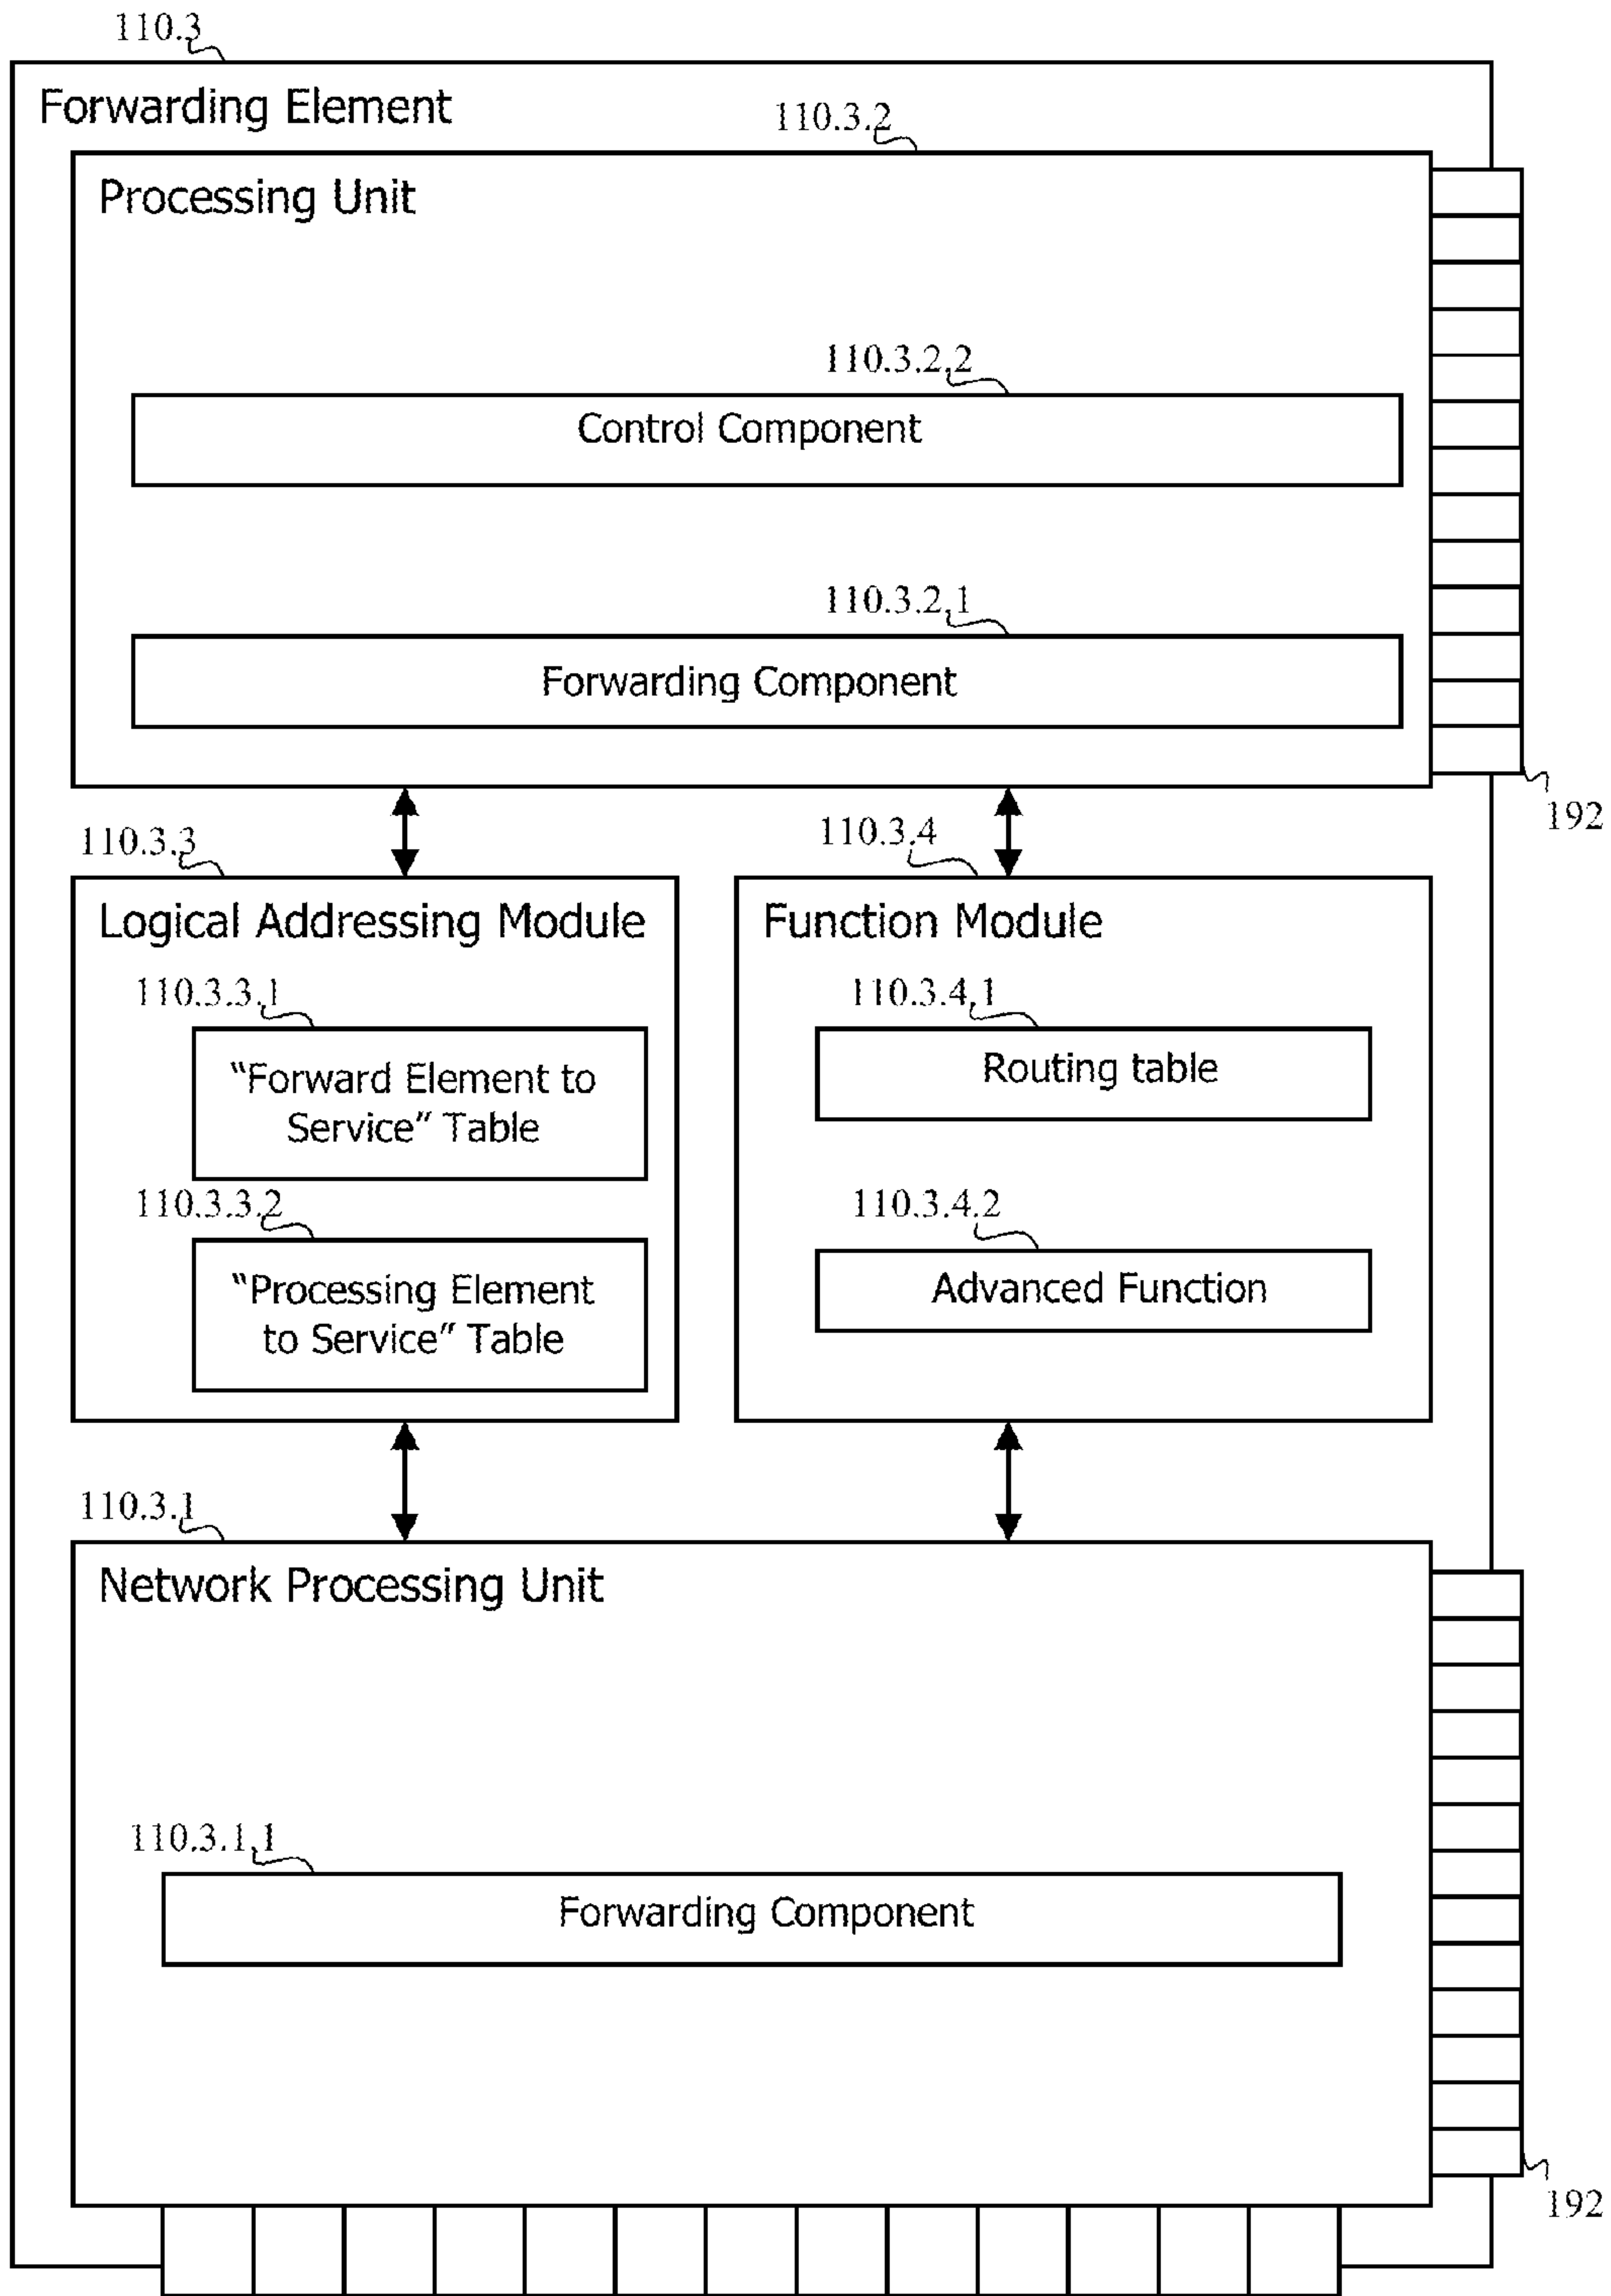 110.3
Forwarding Element
110.3.2
Processing Unit
110.3.2.2
Control Component
110.3.2.1
Forwarding Component
192
110.3.3
110.3.4
Logical Addressing Module
Function Module
110.3.3.1
110.3.4.1
“Forward Element to
Service” Table
Routing table
110.3.3.2
110.3.4.2
“Processing Element
to Service” Table
Advanced Function
110.3.1
Network Processing Unit
110.3.1.1
Forwarding Component
192